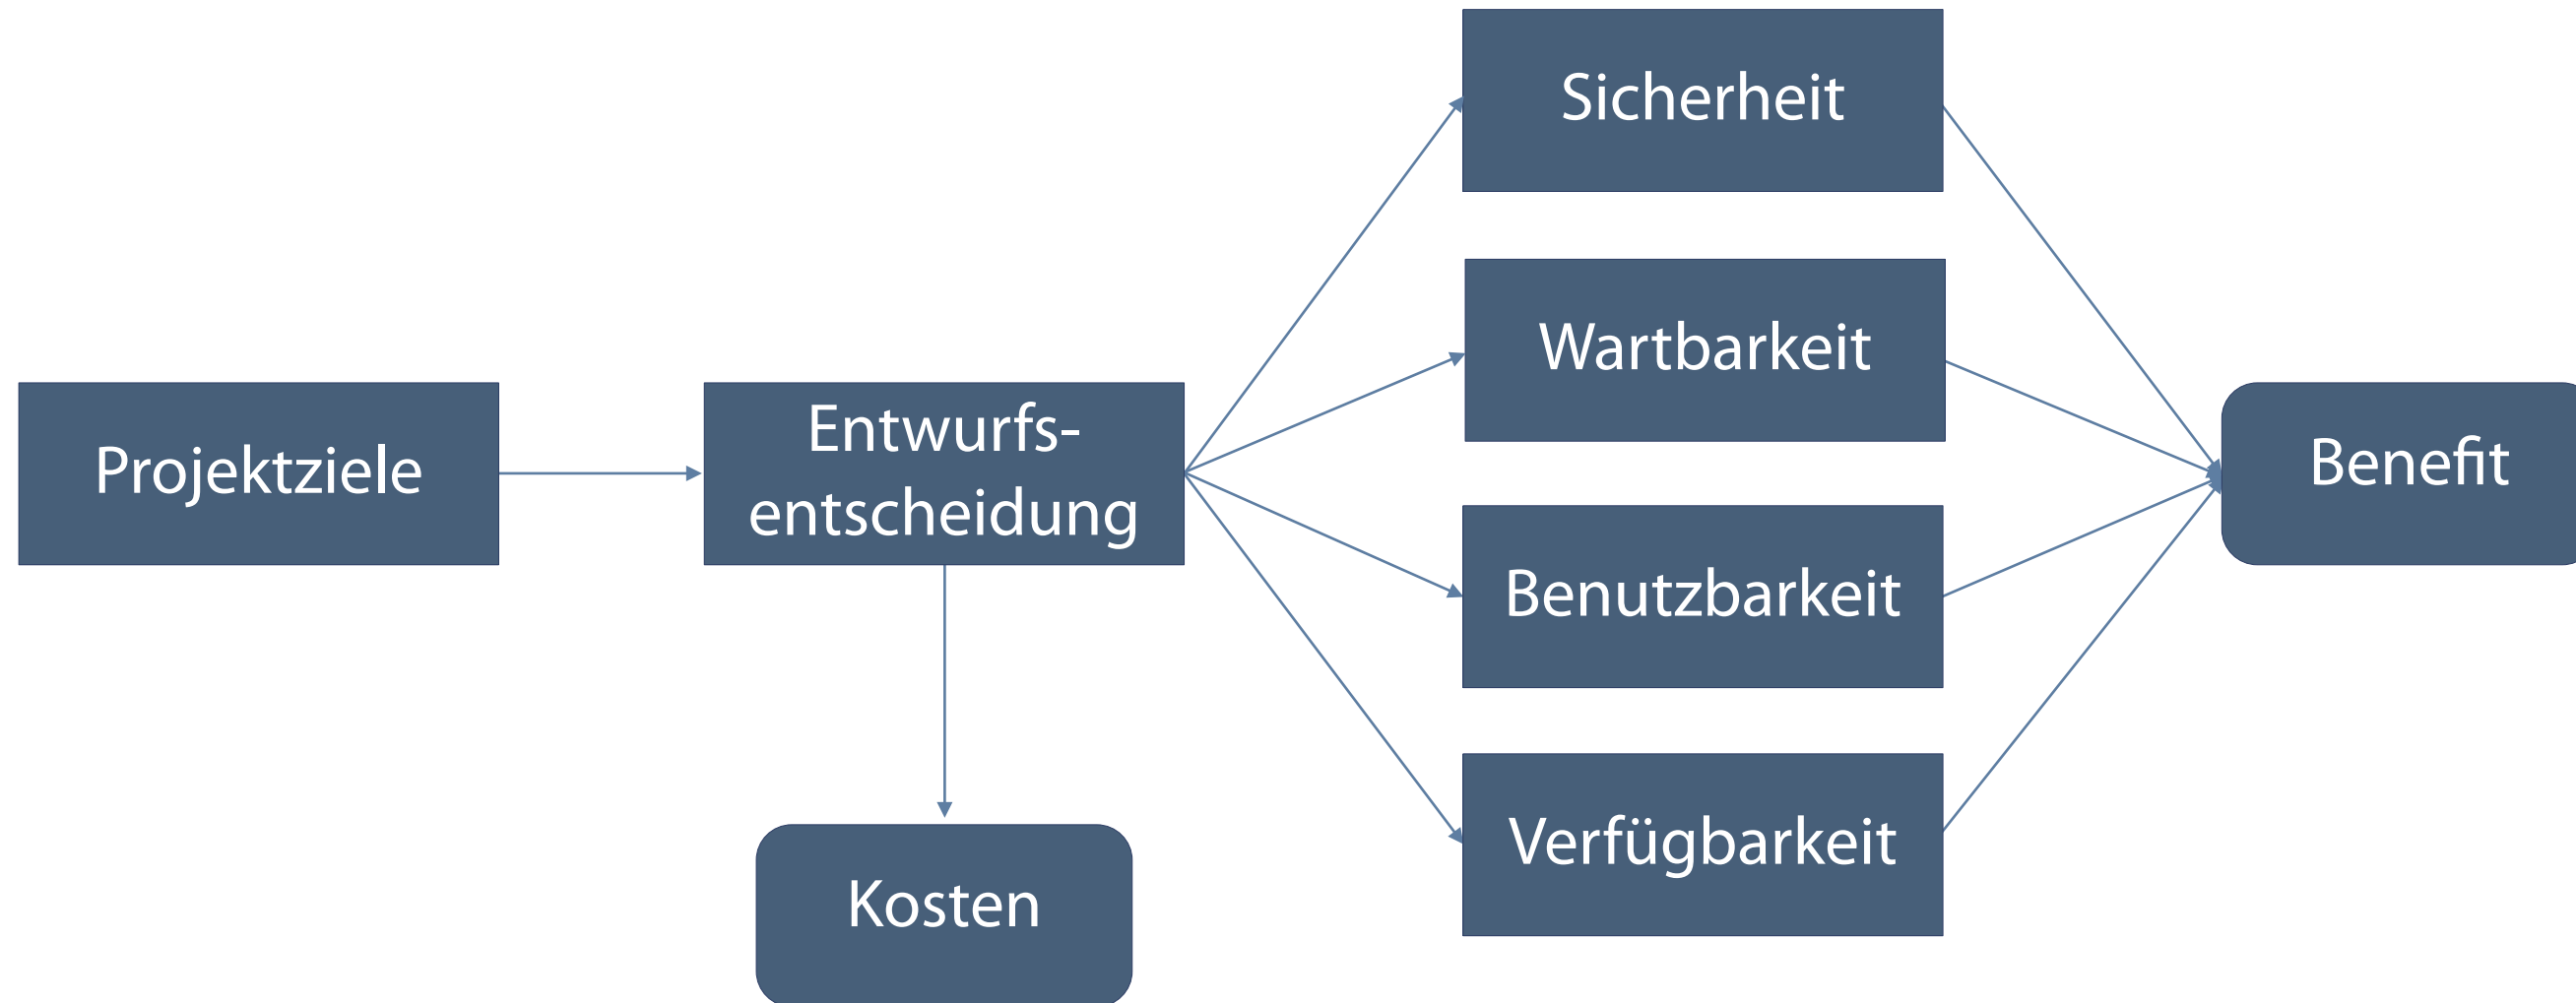 Projektziele
Entwurfs-
entscheidung
Kosten
Sicherheit
Wartbarkeit
Benutzbarkeit
Verfügbarkeit
Benefit